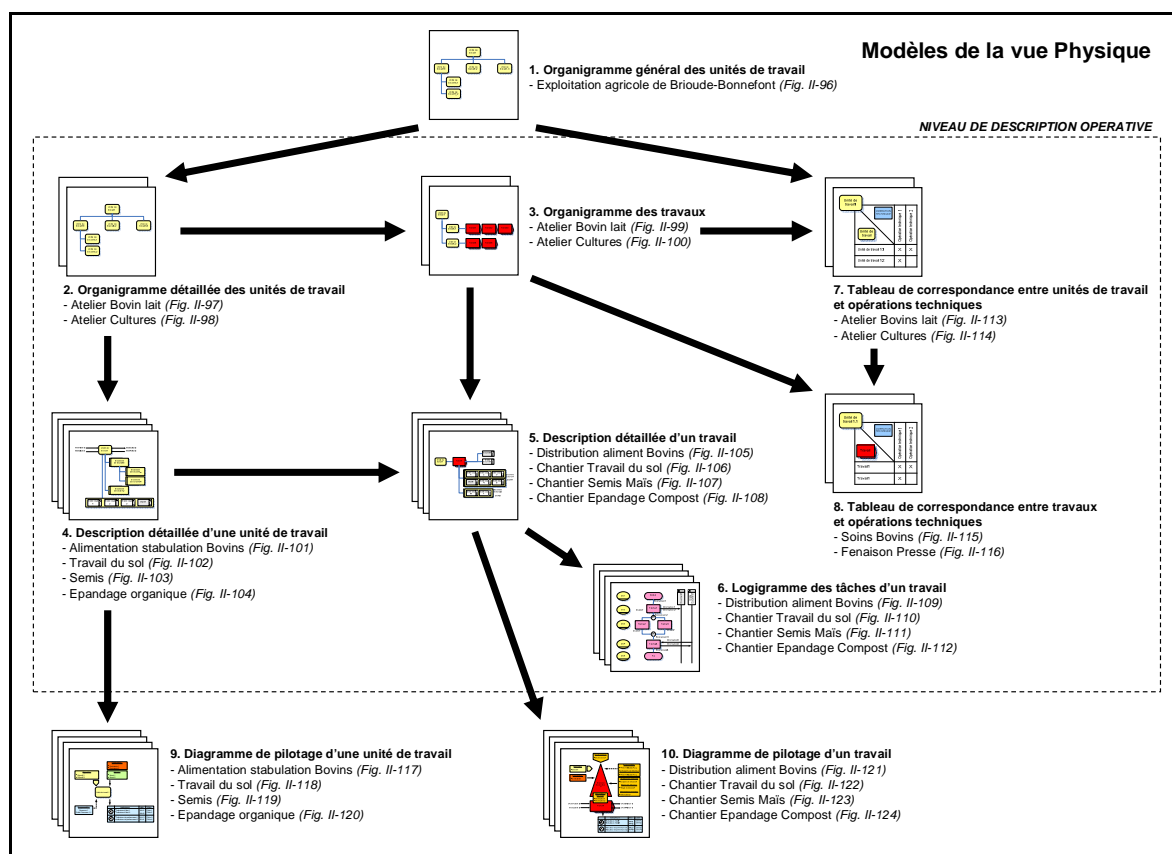 Modèles de la vue Physique
1. Organigramme général des unités de travail
- Exploitation agricole de Brioude-Bonnefont (Fig. II-96)
NIVEAU DE DESCRIPTION OPERATIVE
2. Organigramme détaillée des unités de travail
- Atelier Bovin lait (Fig. II-97)
- Atelier Cultures (Fig. II-98)
3. Organigramme des travaux
- Atelier Bovin lait (Fig. II-99)
- Atelier Cultures (Fig. II-100)
7. Tableau de correspondance entre unités de travail
et opérations techniques
- Atelier Bovins lait (Fig. II-113)
- Atelier Cultures (Fig. II-114)
4. Description détaillée d'une unité de travail
- Alimentation stabulation Bovins (Fig. II-101)
- Travail du sol (Fig. II-102)
- Semis (Fig. II-103)
- Epandage organique (Fig. II-104)
5. Description détaillée d'un travail
- Distribution aliment Bovins (Fig. II-105)
- Chantier Travail du sol (Fig. II-106)
- Chantier Semis Maïs (Fig. II-107)
- Chantier Epandage Compost (Fig. II-108)
8. Tableau de correspondance entre travaux
et opérations techniques
- Soins Bovins (Fig. II-115)
- Fenaison Presse (Fig. II-116)
6. Logigramme des tâches d'un travail
- Distribution aliment Bovins (Fig. II-109)
- Chantier Travail du sol (Fig. II-110)
- Chantier Semis Maïs (Fig. II-111)
- Chantier Epandage Compost (Fig. II-112)
9. Diagramme de pilotage d'une unité de travail
- Alimentation stabulation Bovins (Fig. II-117)
- Travail du sol (Fig. II-118)
- Semis (Fig. II-119)
- Epandage organique (Fig. II-120)
10. Diagramme de pilotage d'un travail
- Distribution aliment Bovins (Fig. II-121)
- Chantier Travail du sol (Fig. II-122)
- Chantier Semis Maïs (Fig. II-123)
- Chantier Epandage Compost (Fig. II-124)